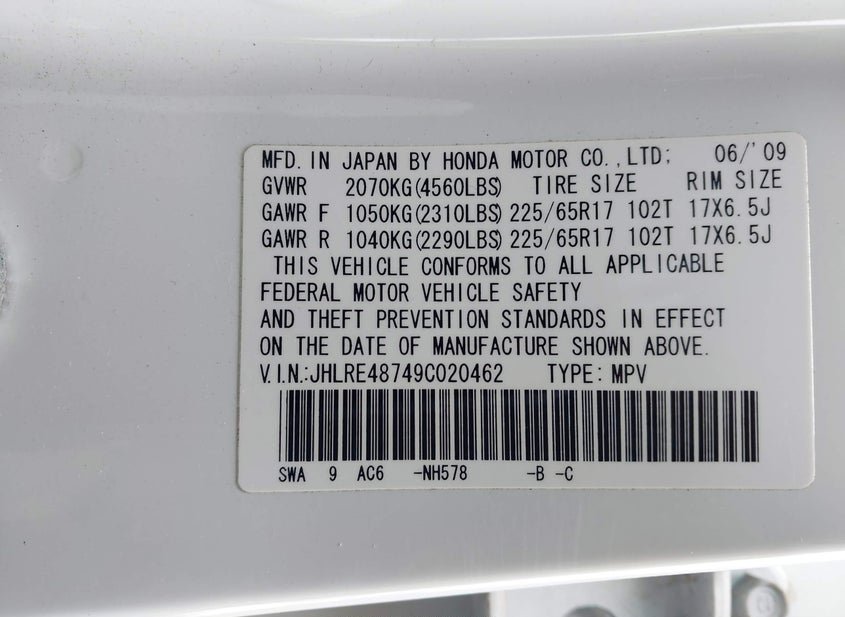 MFD. IN JAPAN BY HONDA MOTOR CO.,LTD; 06/'09
GVWR 2070KG(4560LBS) TIRE SIZE RIM SIZE
GAWR F 1050KG(2310LBS) 225/65R17 102T 17X6.5J
GAWR R 1040KG(2290LBS) 225/65R17 102T 17X6.5J
THIS VEHICLE CONFORMS TO ALL APPLICABLE
FEDERAL MOTOR VEHICLE SAFETY
AND THEFT PREVENTION STANDARDS IN EFFECT
ON THE DATE OF MANUFACTURE SHOWN ABOVE.
V.I.N.:JHLRE48749C020462 TYPE: MPV
SWA 9 AC6 -NH578 -B -C